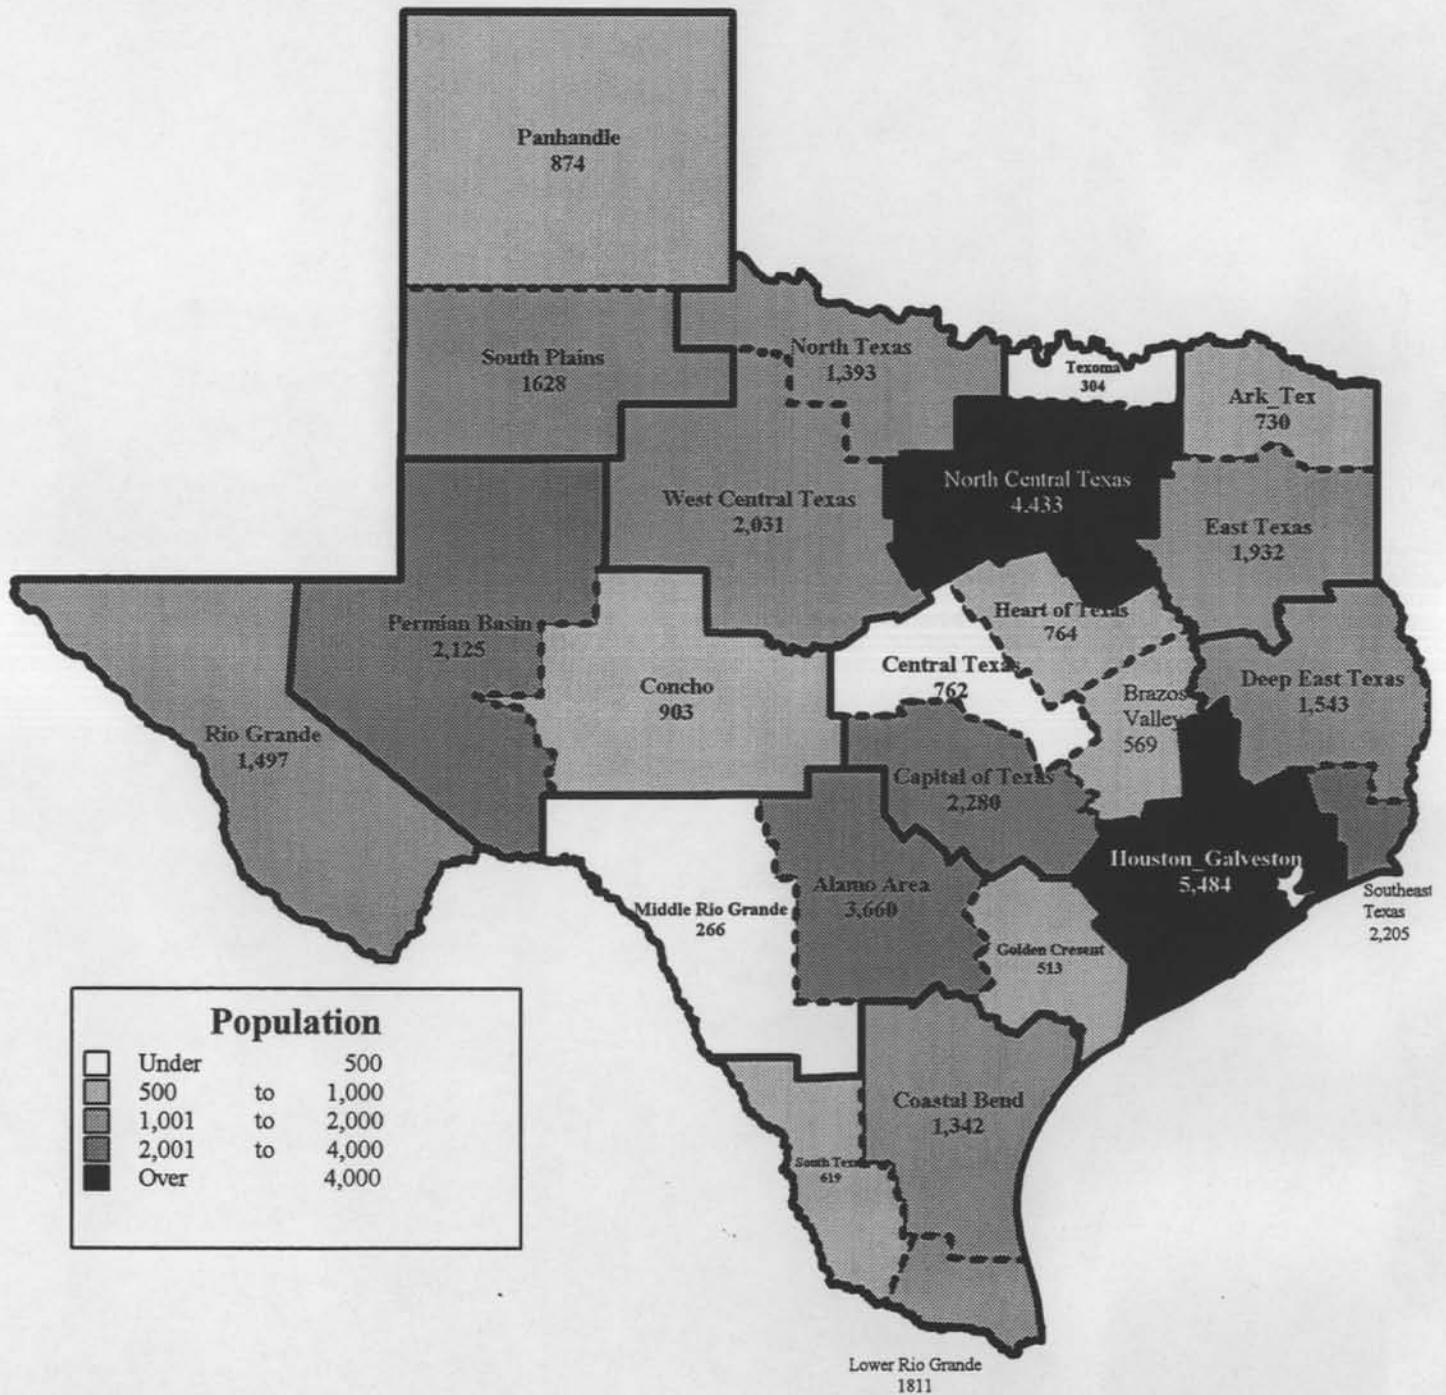 Panhandle
874
South Plains
1628
North Texas
1,393
Texoma
304
Ark_Tex
730
West Central Texas
2,031
North Central Texas
4.433
East Texas
1,932
Permian Basin
2,125
Heart of Texas
764
Central Texas
762
Concho
903
Brazos
Valley
569
Deep East Texas
1,543
Rio Grande
1,497
Capital of Texas
2,280
Houston_Galveston
5,484
Alamo Area
3,660
Middle Rio Grande
266
Southeast
Texas
2,205
Golden Cresent
513
Coastal Bend
1,342
South Texas
619
Lower Rio Grande
1811
Population
Under 500
500 to 1,000
1,001 to 2,000
2,001 to 4,000
Over 4,000